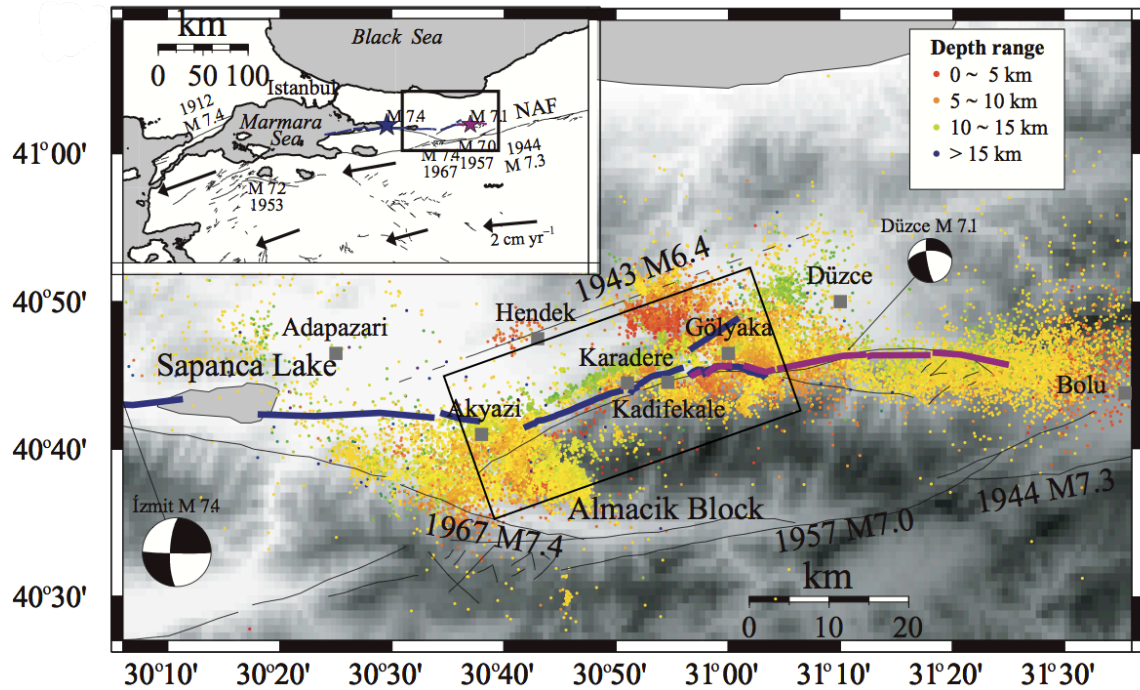 km
0 50 100
Black Sea
Istanbul
1912
M 7.4
Marmara
Sea
M 7.4
M 7.1
NAF
M 7.4
1967
M 7.0
1957
1944
M 7.3
M 7.2
1953
2 cm yr⁻¹
Depth range
0 ~ 5 km
5 ~ 10 km
10 ~ 15 km
> 15 km
Düzce M 7.1
1943 M6.4
Düzce
Hendek
Adapazari
Gölyaka
Karadere
Sapanca Lake
Bolu
Akyazi
Kadifekale
Almacik Block
1944 M7.3
İzmit M 7.4
1967 M7.4
1957 M7.0
km
0 10 20
41°00'
40°50'
40°40'
40°30'
30°10' 30°20' 30°30' 30°40' 30°50' 31°00' 31°10' 31°20' 31°30'